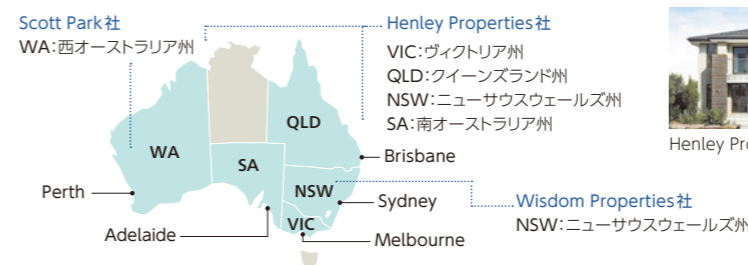 Scott Park社
WA：西オーストラリア州
Henley Properties社
VIC：ヴィクトリア州
QLD：クイーンズランド州
NSW：ニューサウスウェールズ州
SA：南オーストラリア州
WA
SA
QLD
NSW
VIC
Brisbane
Perth
Sydney
Adelaide
Melbourne
Wisdom Properties社
NSW：ニューサウスウェールズ州
Henley Pro